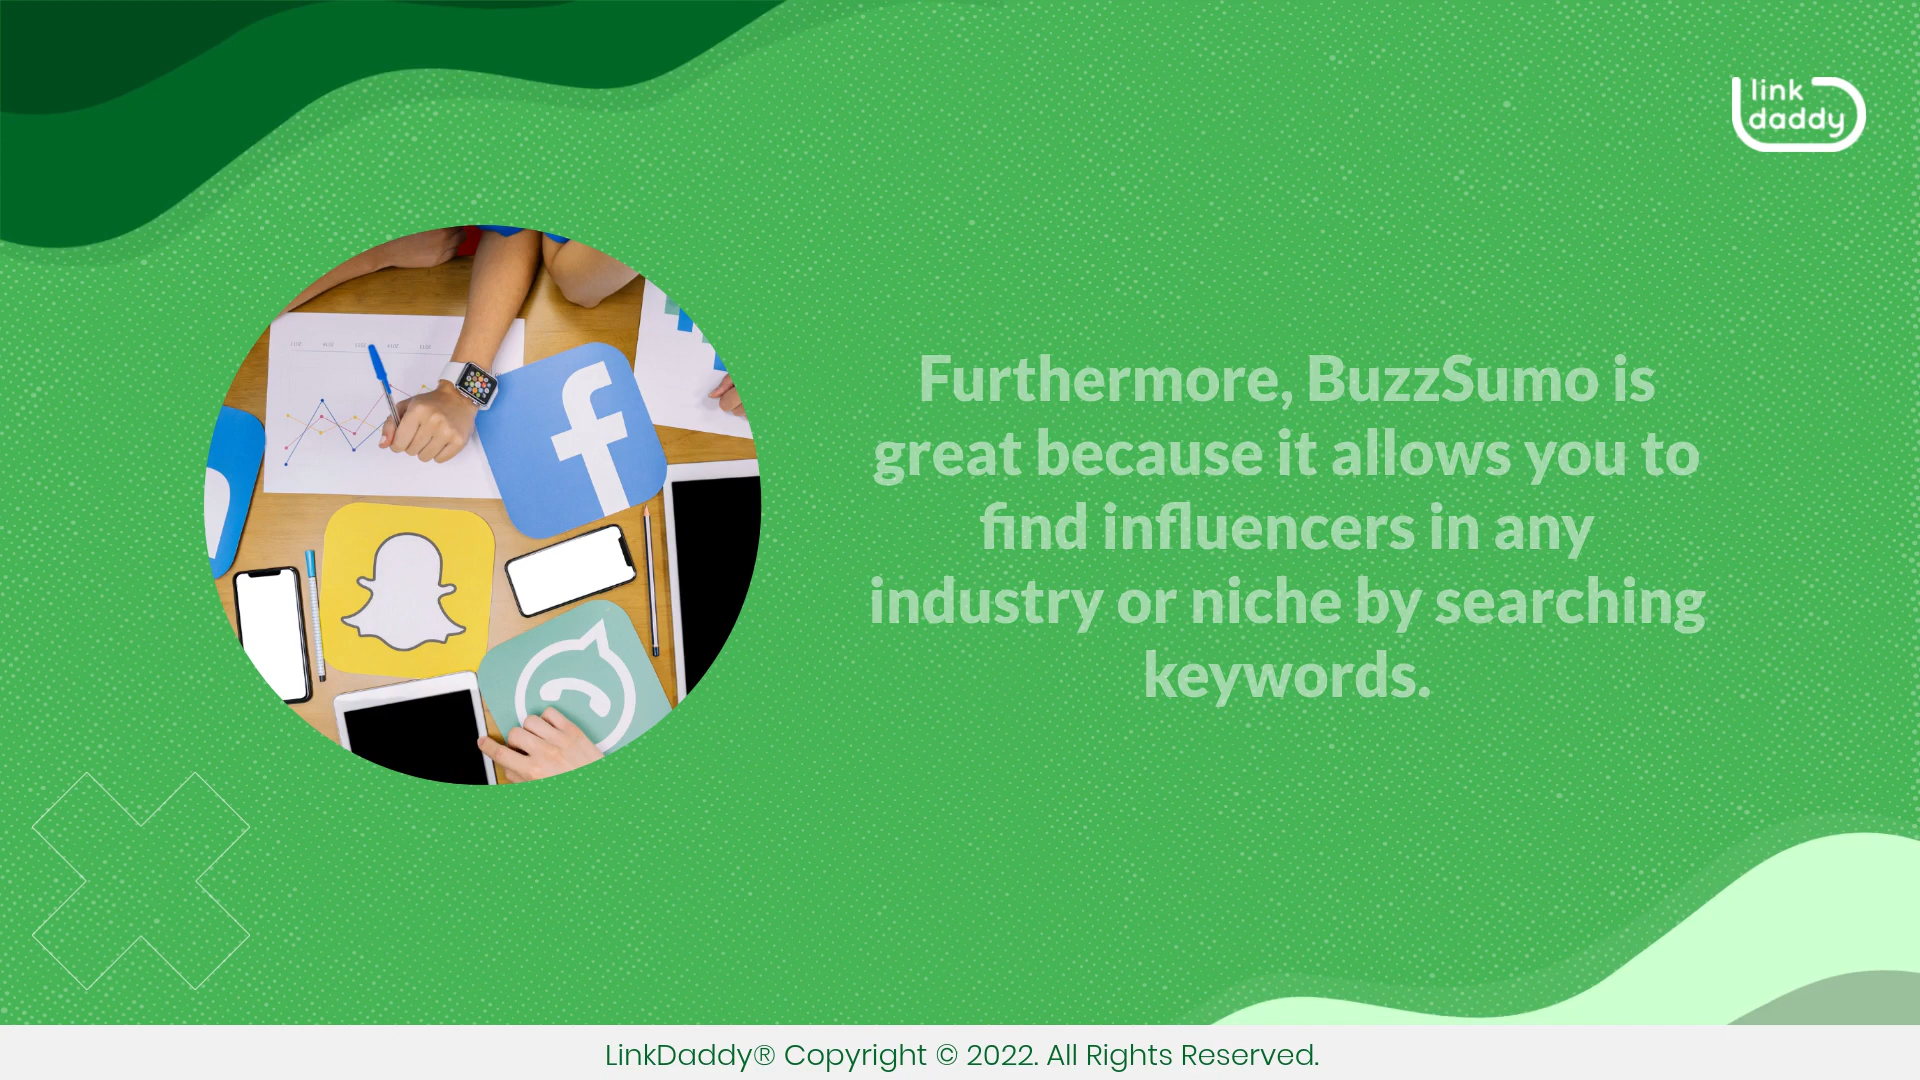 link
daddy
Furthermore, BuzzSumo is
great because it allows you to
find influencers in any
industry or niche by searching
keywords.
LinkDaddy® Copyright © 2022. All Rights Reserved.